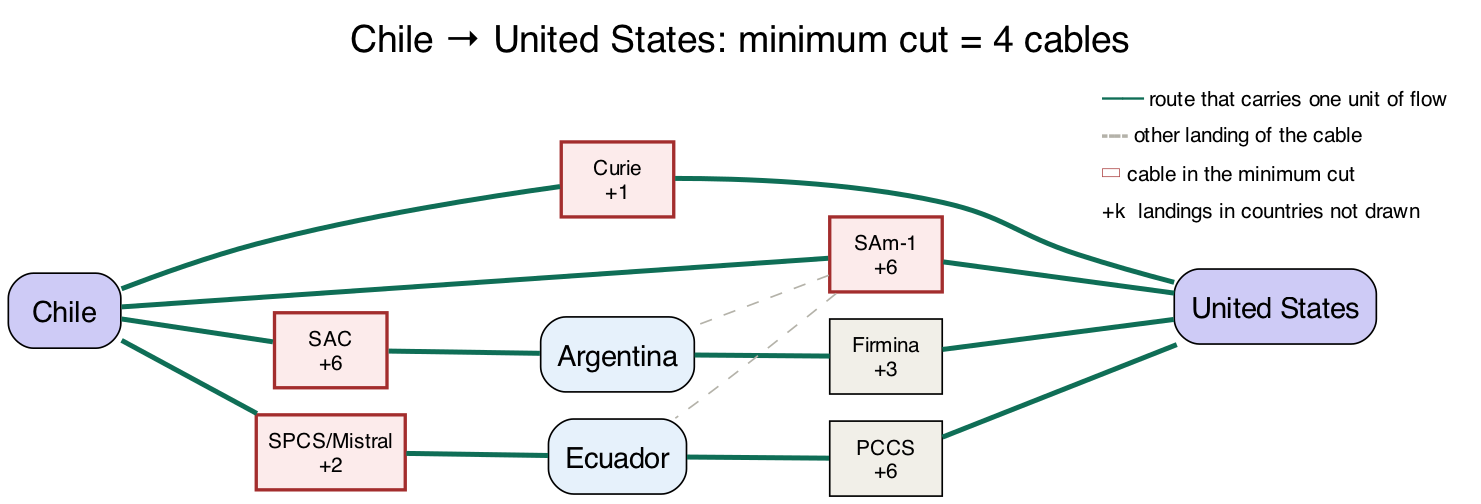 Chile → United States: minimum cut = 4 cables
route that carries one unit of flow
other landing of the cable
cable in the minimum cut
+k landings in countries not drawn
Curie
+1
SAm-1
+6
Chile
United States
SAC
+6
Argentina
Firmina
+3
SPCS/Mistral
+2
Ecuador
PCCS
+6